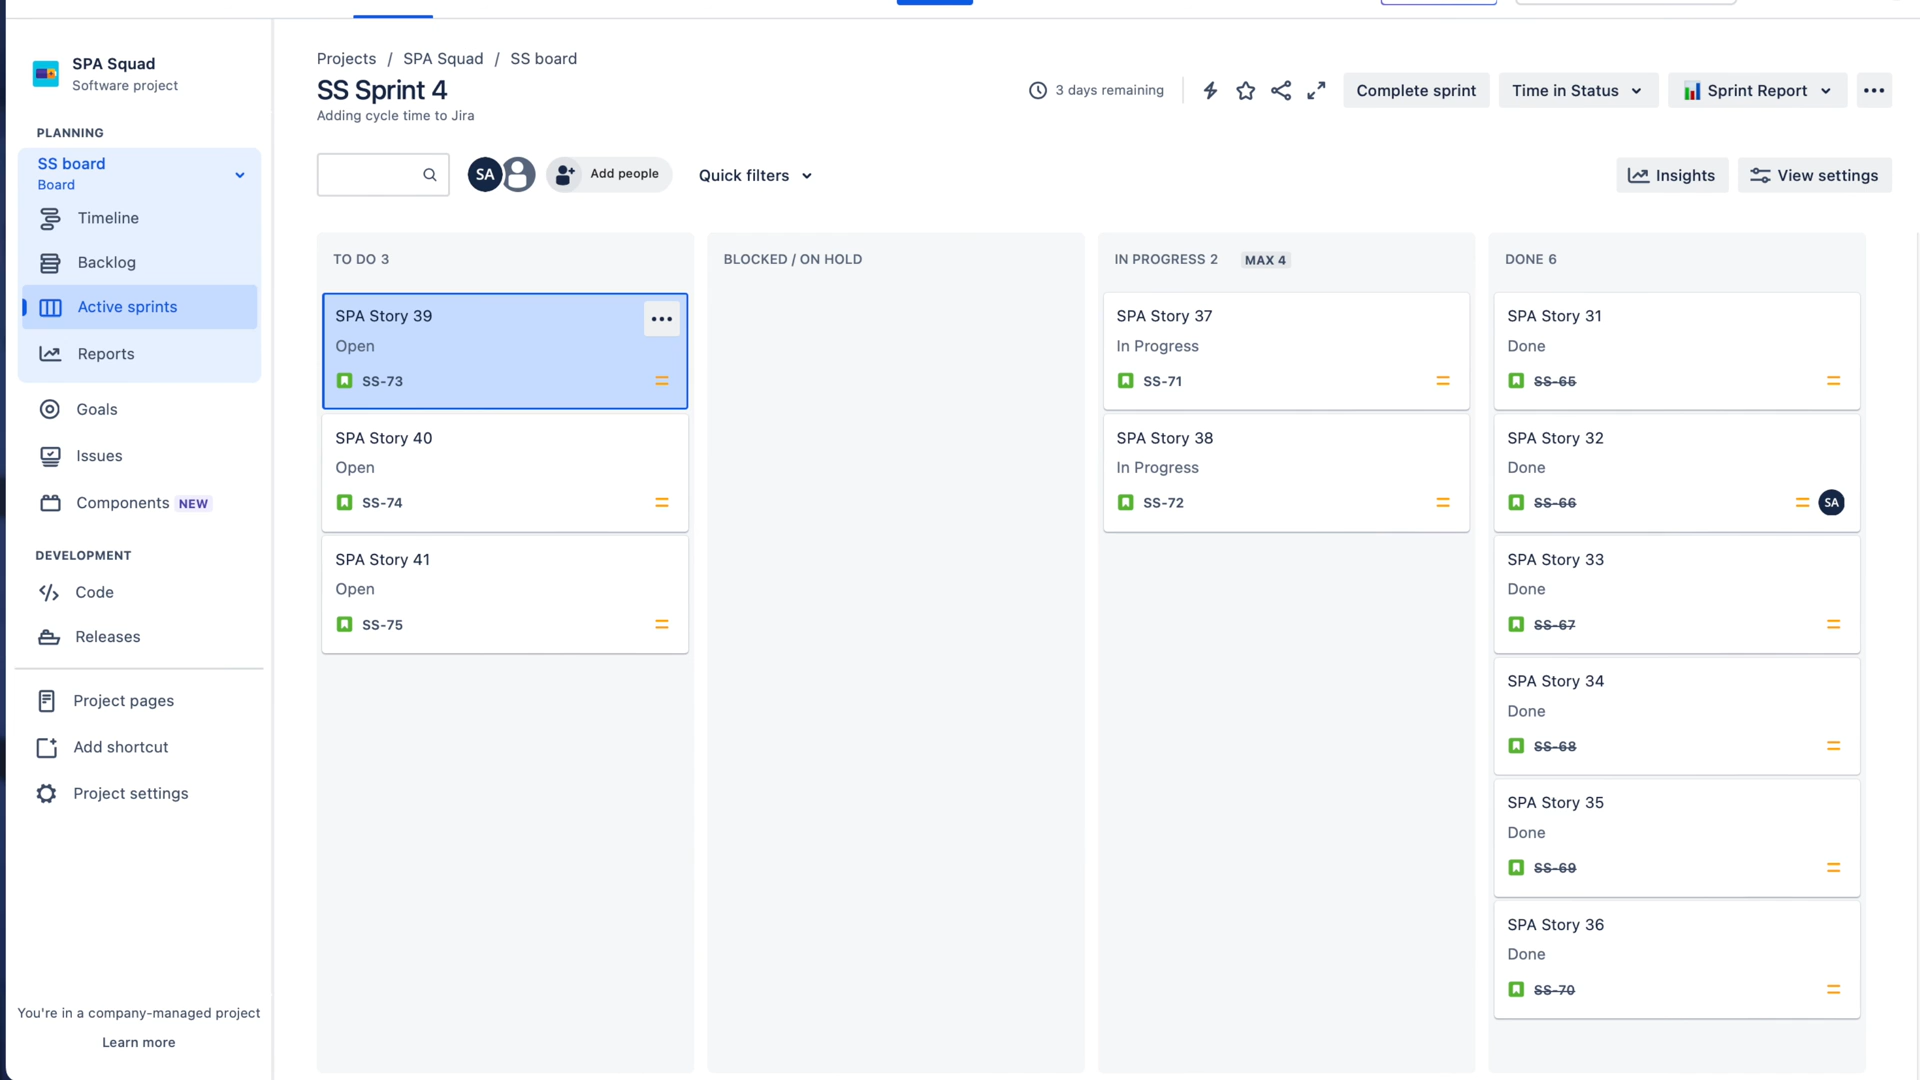 SPA Squad
Software project
PLANNING
SS board
Board
Timeline
Backlog
Active sprints
Reports
Goals
Issues
Components NEW
DEVELOPMENT
Code
Releases
Project pages
Add shortcut
Project settings
You're in a company-managed project
Learn more
Projects / SPA Squad / SS board
SS Sprint 4
Adding cycle time to Jira
3 days remaining
Complete sprint
Time in Status
Sprint Report
SA
Add people
Quick filters
Insights
View settings
TO DO 3
SPA Story 39
Open
SS-73
SPA Story 40
Open
SS-74
SPA Story 41
Open
SS-75
BLOCKED / ON HOLD
IN PROGRESS 2 MAX 4
SPA Story 37
In Progress
SS-71
SPA Story 38
In Progress
SS-72
DONE 6
SPA Story 31
Done
SS-65
SPA Story 32
Done
SS-66 SA
SPA Story 33
Done
SS-67
SPA Story 34
Done
SS-68
SPA Story 35
Done
SS-69
SPA Story 36
Done
SS-70